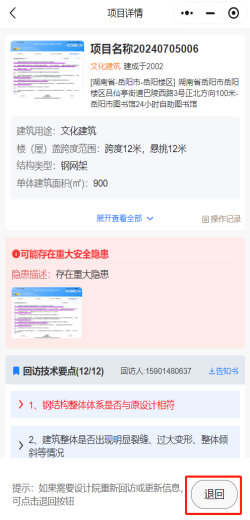 项目详情
项目名称20240705006
文化建筑 建成于2002
[湖南省-岳阳市-岳阳楼区] 湖南省岳阳市岳阳
楼区吕仙亭街道巴陵西路3号正北方向100米-
岳阳市图书馆24小时自助图书馆
建筑用途：文化建筑
楼（屋）盖跨度范围：跨度12米，悬挑12米
结构类型：钢网架
单体建筑面积(㎡)：900
展开查看全部
操作记录
可能存在重大安全隐患
隐患描述：存在重大隐患
回访技术要点(12/12)
回访人:15901480637
告知书
1、钢结构整体体系是否与原设计相符
2、建筑整体是否出现明显裂缝、过大变形、整体倾
斜等情况
提示：如果需要设计院重新回访或更新信息，
可点击退回按钮
退回